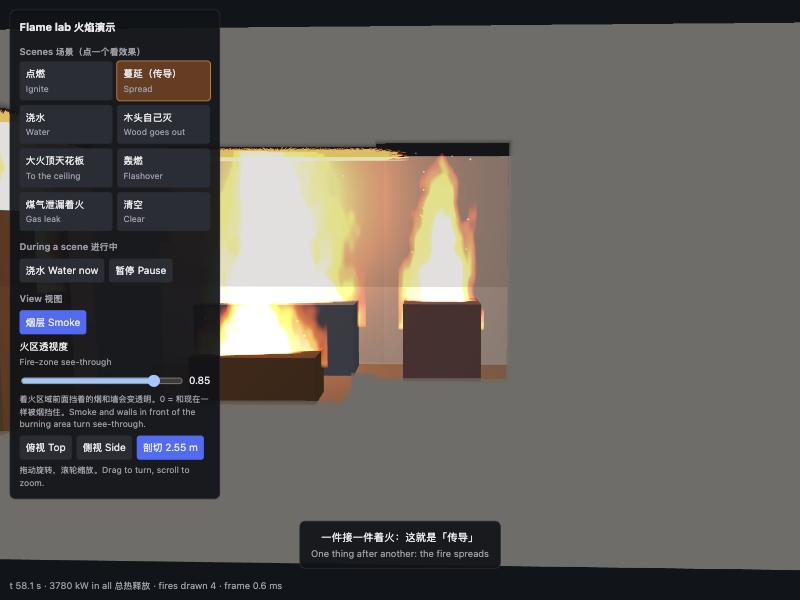 Flame lab 火焰演示
Scenes 场景（点一个看效果）
点燃
Ignite
蔓延（传导）
Spread
浇水
Water
木头自己灭
Wood goes out
大火顶天花板
To the ceiling
轰燃
Flashover
煤气泄漏着火
Gas leak
清空
Clear
During a scene 进行中
浇水 Water now
暂停 Pause
View 视图
烟层 Smoke
火区透视度
Fire-zone see-through
0.85
着火区域前面挡着的烟和墙会变透明。0 = 和现在一
样被烟挡住。Smoke and walls in front of the
burning area turn see-through.
俯视 Top
侧视 Side
剖切 2.55 m
拖动旋转，滚轮缩放。Drag to turn, scroll to
zoom.
一件接一件着火：这就是「传导」
One thing after another: the fire spreads
t 58.1 s · 3780 kW in all 总热释放 · fires drawn 4 · frame 0.6 ms